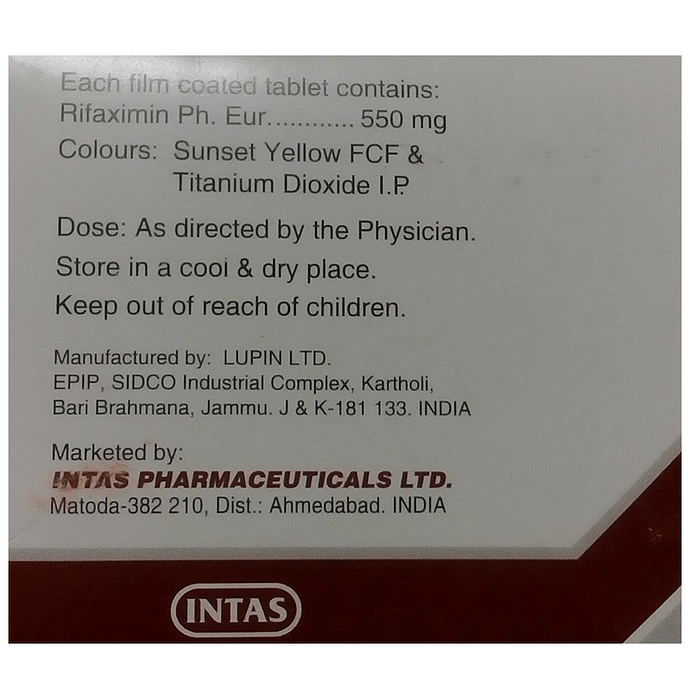 Each film coated tablet contains:
Rifaximin Ph. Eur............. 550 mg
Colours: Sunset Yellow FCF &
Titanium Dioxide I.P.
Dose: As directed by the Physician.
Store in a cool & dry place.
Keep out of reach of children.
Manufactured by: LUPIN LTD.
EPIP, SIDCO Industrial Complex, Kartholi,
Bari Brahmana, Jammu. J & K-181 133. INDIA
Marketed by:
INTAS PHARMACEUTICALS LTD.
Matoda-382 210, Dist.: Ahmedabad. INDIA
INTAS